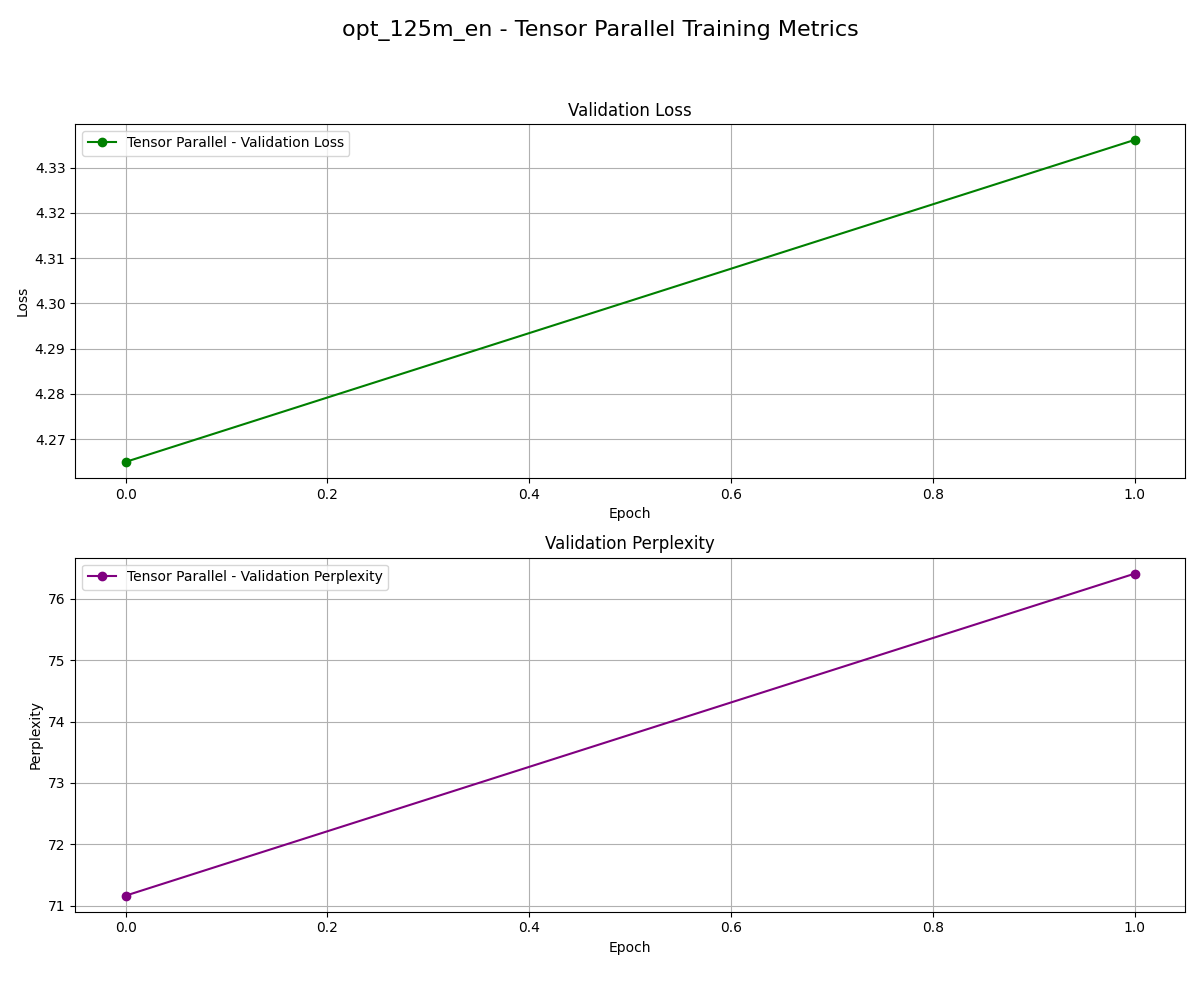 opt_125m_en - Tensor Parallel Training Metrics
Validation Loss
Tensor Parallel - Validation Loss
4.33
4.32
4.31
4.30
4.29
4.28
4.27
Loss
0.0 0.2 0.4 0.6 0.8 1.0
Epoch
Validation Perplexity
Tensor Parallel - Validation Perplexity
76
75
74
73
72
71
Perplexity
0.0 0.2 0.4 0.6 0.8 1.0
Epoch